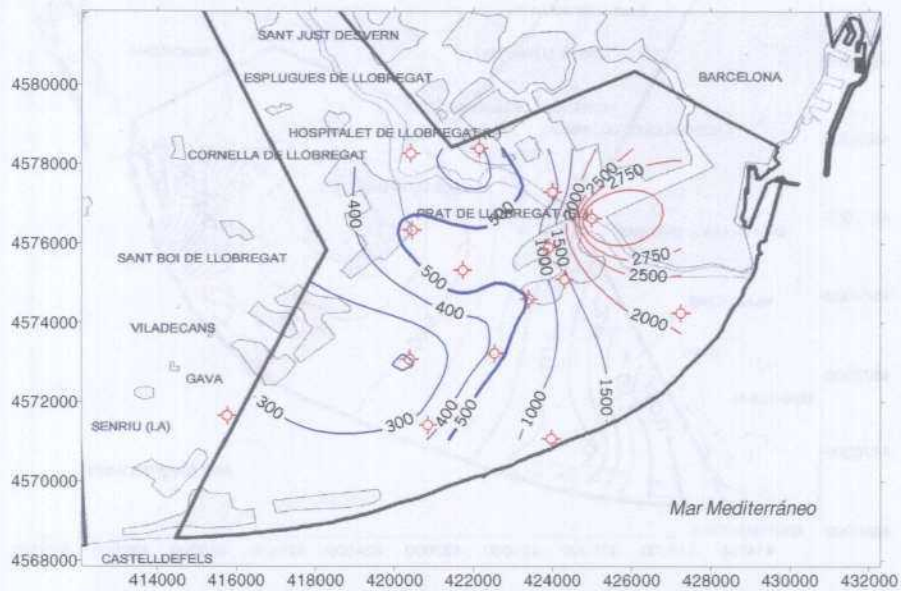 SANT JUST DESVERN
4580000
ESPLUGUES DE LLOBREGAT
BARCELONA
HOSPITALET DE LLOBREGAT (L')
4578000
CORNELLA DE LLOBREGAT
2500
2750
2000
400
500
PRAT DE LLOBREGAT (EL)
4576000
1500
1000
SANT BOI DE LLOBREGAT
500
2750
2500
4574000
400
2000
VILADECANS
4572000
GAVA
300
300
400
500
1000
1500
SENRIU (LA)
4570000
Mar Mediterráneo
4568000
CASTELLDEFELS
414000 416000 418000 420000 422000 424000 426000 428000 430000 432000